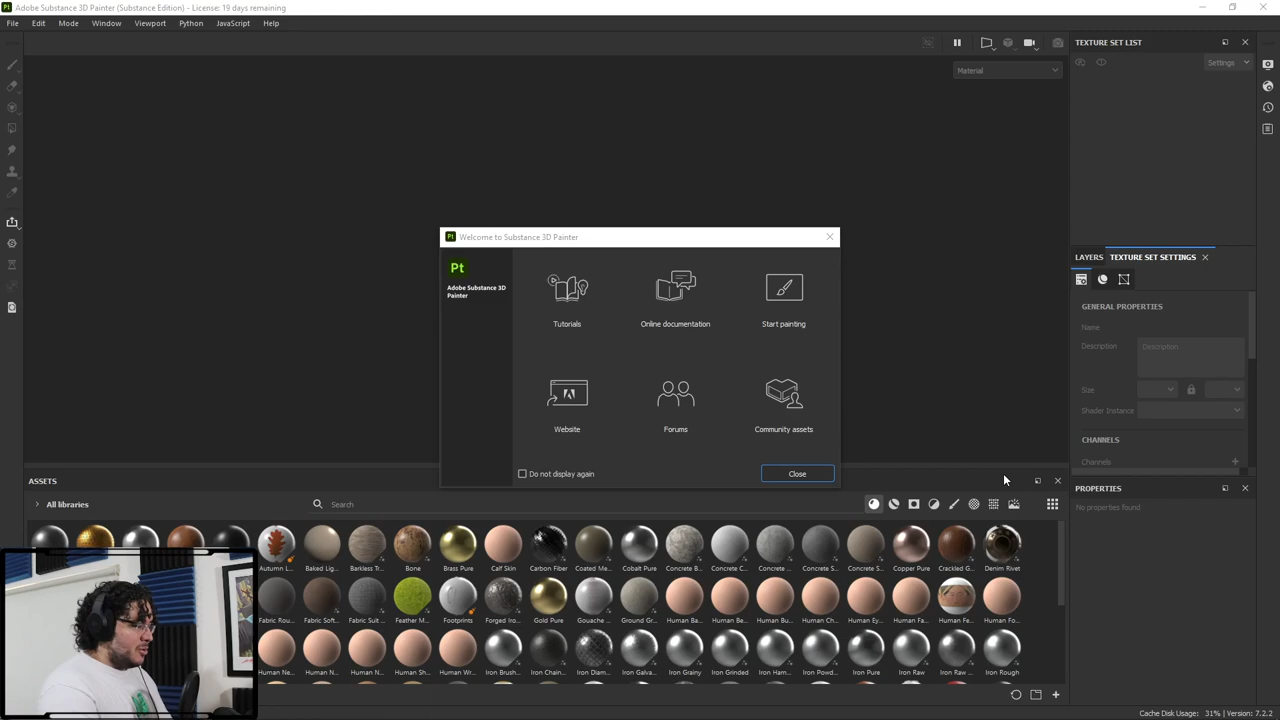 Adobe Substance 3D Painter (Substance Edition) - License: 19 days remaining
File Edit Mode Window Viewport Python JavaScript Help
Material
TEXTURE SET LIST
Settings
Pt Welcome to Substance 3D Painter
Pt
Adobe Substance 3D
Painter
Tutorials Online documentation Start painting
Website Forums Community assets
Do not display again Close
LAYERS TEXTURE SET SETTINGS
GENERAL PROPERTIES
Name
Description Description
Size
Shader Instance
CHANNELS
Channels
PROPERTIES
No properties found
ASSETS
All libraries Search
Autumn L... Baked Lig... Barkless Tr... Bone Brass Pure Calf Skin Carbon Fiber Coated Me... Cobalt Pure Concrete B... Concrete C... Concrete ... Concrete S... Concrete S... Copper Pure Crackled G... Denim Rivet
Fabric Rou... Fabric Soft... Fabric Suit ... Feather M... Footprints Forged Iro... Gold Pure Gouache ... Ground Gr... Human Ba... Human Be... Human Bu... Human Ey... Human Fa... Human Fe... Human Fo...
Human Ne... Human N... Human N... Human Sh... Human Wr... Iron Brush... Iron Chain... Iron Diam... Iron Galva... Iron Grainy Iron Grinded Iron Ham... Iron Powd... Iron Pure Iron Raw Iron Raw ... Iron Rough
Cache Disk Usage: 31% | Version: 7.2.2